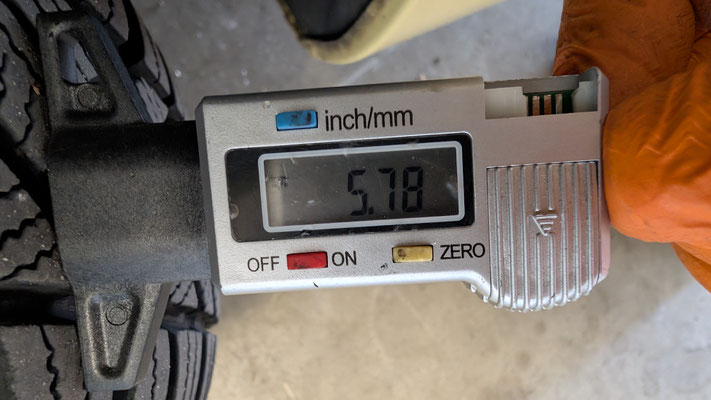 inch/mm
5.78
OFF ON ZERO